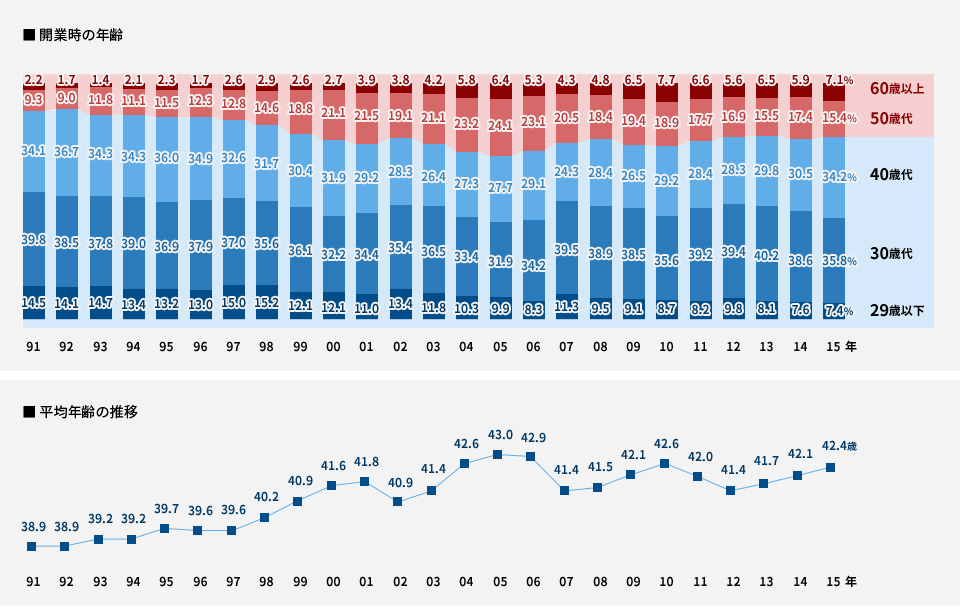 ■ 開業時の年齢
2.2 1.7 1.4 2.1 2.3 1.7 2.6 2.9 2.6 2.7 3.9 3.8 4.2 5.8 6.4 5.3 4.3 4.8 6.5 7.7 6.6 5.6 6.5 5.9 7.1% 60歳以上
9.3 9.0 11.8 11.1 11.5 12.3 12.8 14.6 18.8 21.1 21.5 19.1 21.1 23.2 24.1 23.1 20.5 18.4 19.4 18.9 17.7 16.9 15.5 17.4 15.4% 50歳代
34.1 36.7 34.3 34.3 36.0 34.9 32.6 31.7 30.4 31.9 29.2 28.3 26.4 27.3 27.7 29.1 24.3 28.4 26.5 29.2 28.4 28.3 29.8 30.5 34.2% 40歳代
39.8 38.5 37.8 39.0 36.9 37.9 37.0 35.6 36.1 32.2 34.4 35.4 36.5 33.4 31.9 34.2 39.5 38.9 38.5 35.6 39.2 39.4 40.2 38.6 35.8% 30歳代
14.5 14.1 14.7 13.4 13.2 13.0 15.0 15.2 12.1 12.1 11.0 13.4 11.8 10.3 9.9 8.3 11.3 9.5 9.1 8.7 8.2 9.8 8.1 7.6 7.4% 29歳以下
91 92 93 94 95 96 97 98 99 00 01 02 03 04 05 06 07 08 09 10 11 12 13 14 15 年
■ 平均年齢の推移
38.9 38.9 39.2 39.2 39.7 39.6 39.6 40.2 40.9 41.6 41.8 40.9 41.4 42.6 43.0 42.9 41.4 41.5 42.1 42.6 42.0 41.4 41.7 42.1 42.4歳
91 92 93 94 95 96 97 98 99 00 01 02 03 04 05 06 07 08 09 10 11 12 13 14 15 年